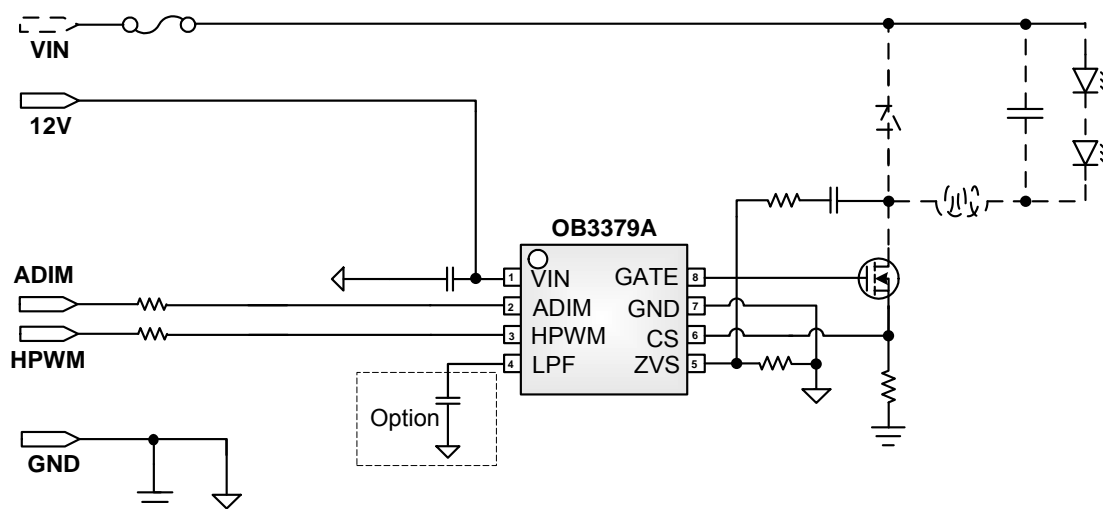 VIN
12V
OB3379A
ADIM
HPWM
GND
1 VIN GATE 8
2 ADIM GND 7
3 HPWM CS 6
4 LPF ZVS 5
Option